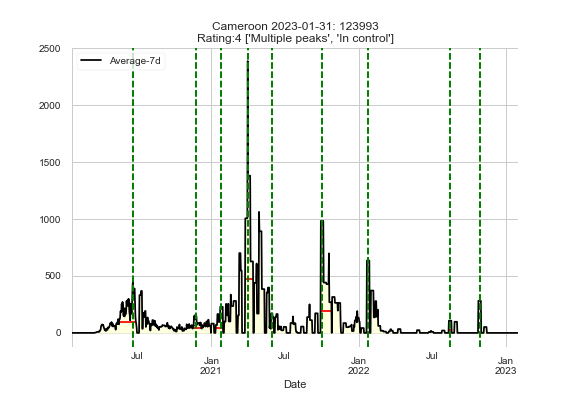 Cameroon 2023-01-31: 123993
Rating:4 ['Multiple peaks', 'In control']
Average-7d
2500
2000
1500
1000
500
0
Jul
Jan
2021
Jul
Jan
2022
Jul
Jan
2023
Date